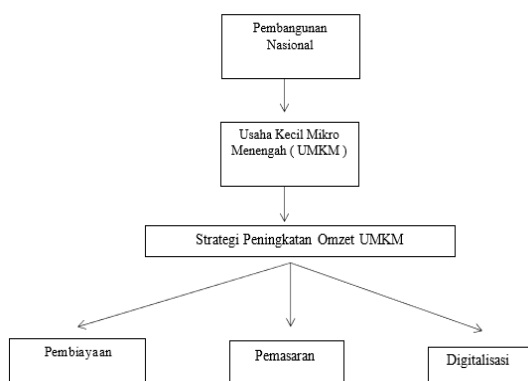 Pembangunan
Nasional
Usaha Kecil Mikro
Menengah ( UMKM )
Strategi Peningkatan Omzet UMKM
Pembiayaan
Pemasaran
Digitalisasi